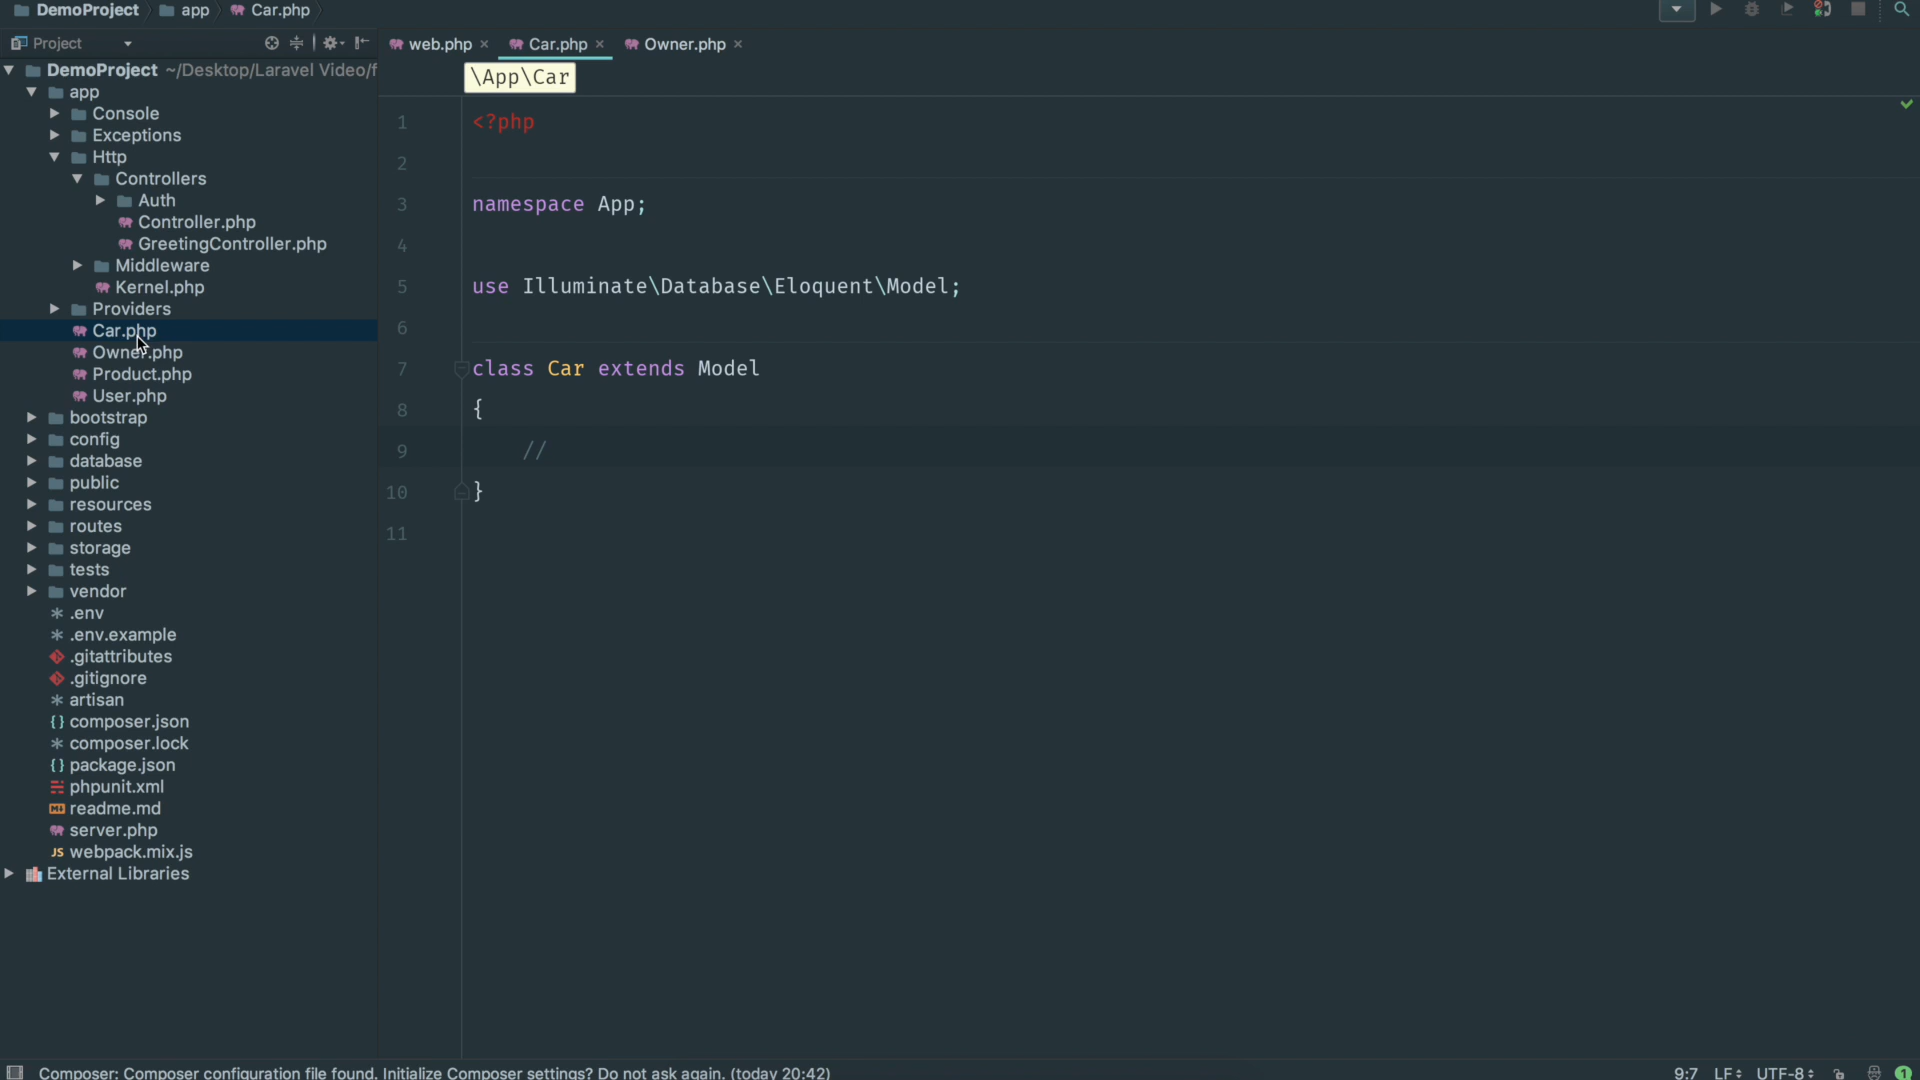 DemoProject app Car.php
Project
web.php Car.php Owner.php
\App\Car
DemoProject ~/Desktop/Laravel Video/f
app
Console
Exceptions
Http
Controllers
Auth
Controller.php
GreetingController.php
Middleware
Kernel.php
Providers
Car.php
Owner.php
Product.php
User.php
bootstrap
config
database
public
resources
routes
storage
tests
vendor
.env
.env.example
.gitattributes
.gitignore
artisan
composer.json
composer.lock
package.json
phpunit.xml
readme.md
server.php
JS webpack.mix.js
External Libraries
1 <?php
2
3 namespace App;
4
5 use Illuminate\Database\Eloquent\Model;
6
7 class Car extends Model
8 {
9 //
10 }
11
Composer: Composer configuration file found. Initialize Composer settings? Do not ask again. (today 20:42) 9:7 LF UTF-8 1